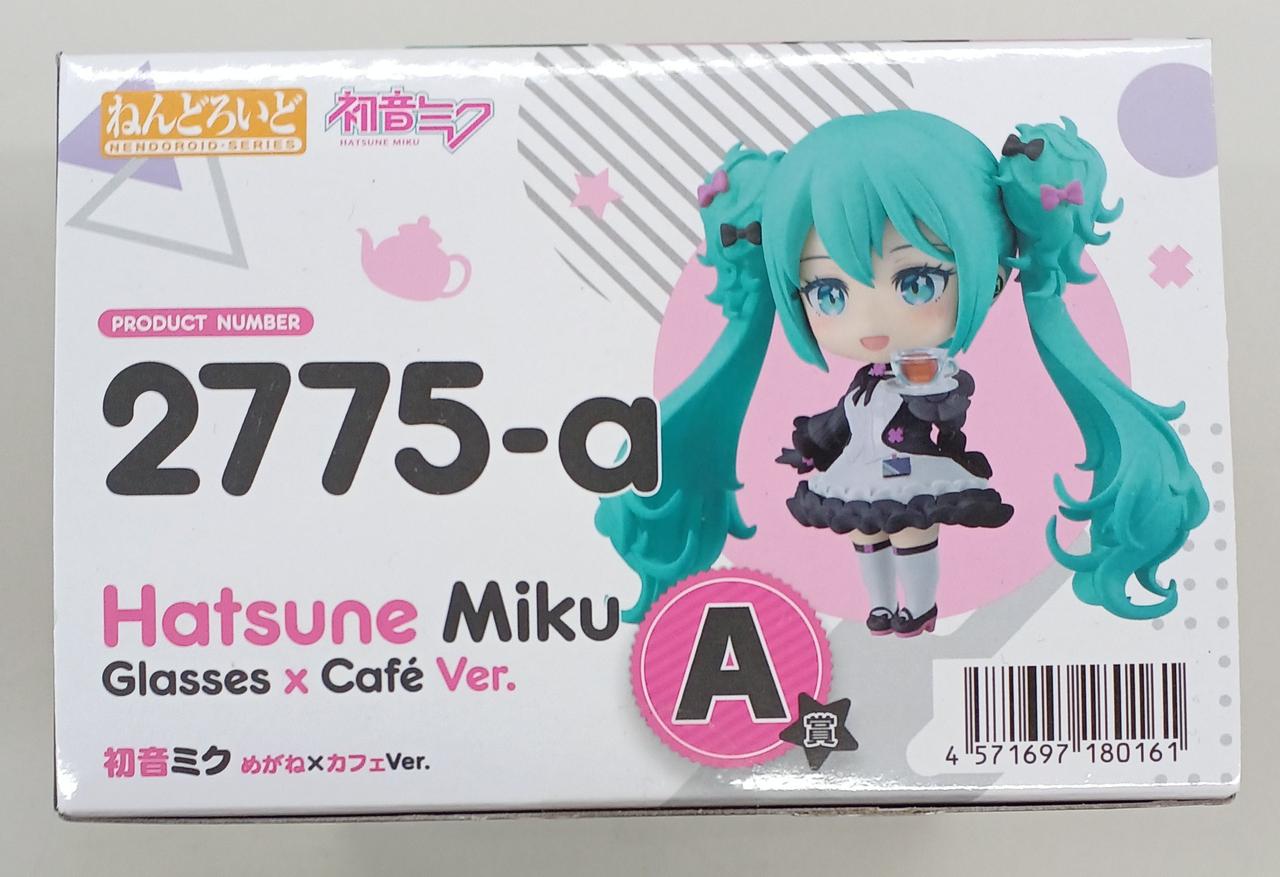 ねんどろいど
NENDOROID・SERIES
初音ミク
HATSUNE MIKU
PRODUCT NUMBER
2775-a
Hatsune Miku
Glasses x Café Ver.
初音ミク めがね×カフェVer.
A
賞
4 571697 180161